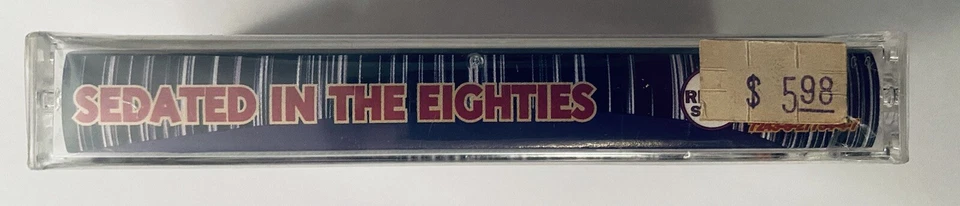 SEDATED IN THE EIGHTIES
$ 5.98